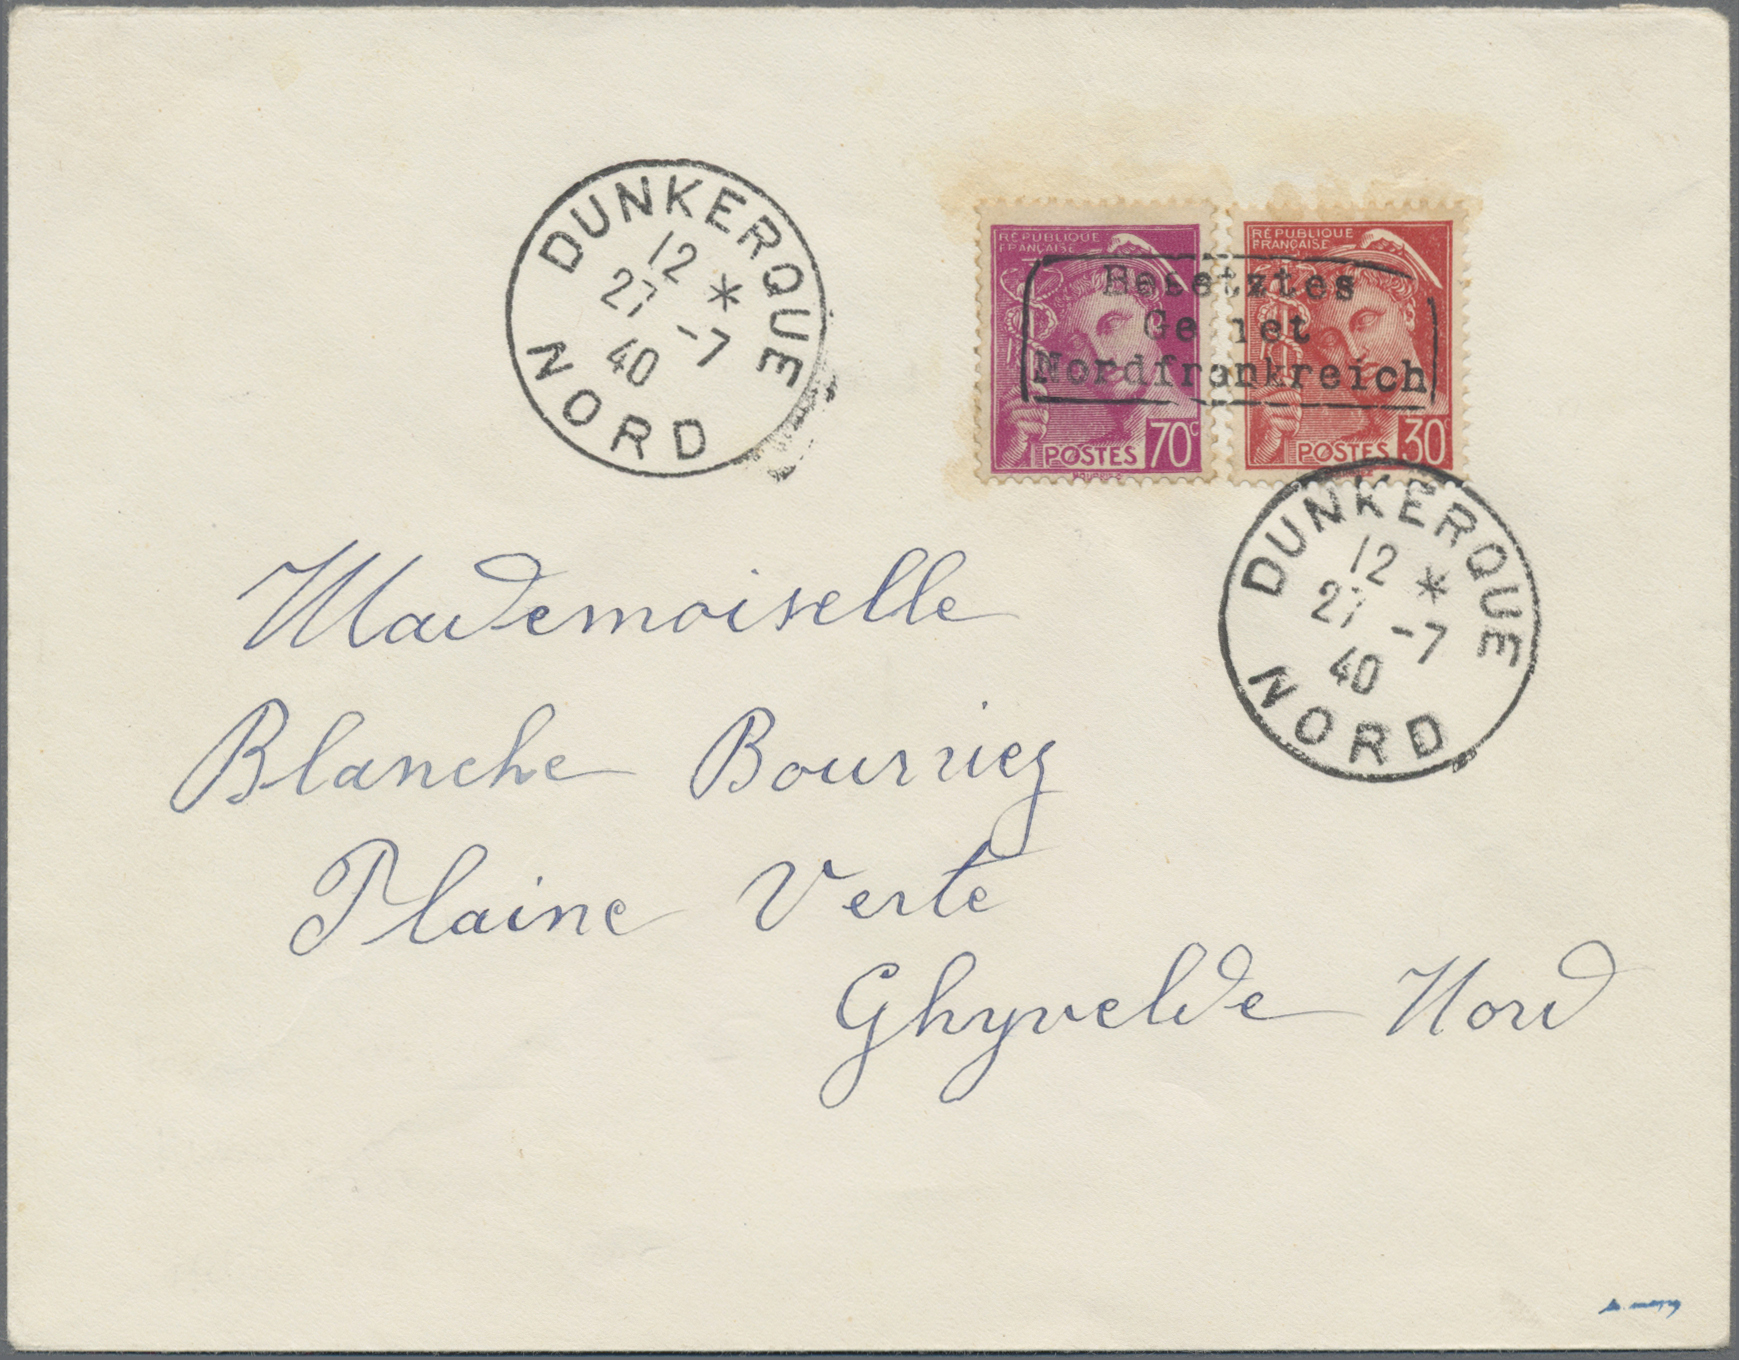 DUNKERQUE
12 *
27 -7
40
NORD
RÉPUBLIQUE
FRANÇAISE
POSTES 70c
RÉPUBLIQUE
FRANÇAISE
POSTES 30
Besetztes
Gebiet
Nordfrankreich
DUNKERQUE
12 *
27 -7
40
NORD
Mademoiselle
Blanche Bourriez
Plaine Verte
Ghyvelde Nord